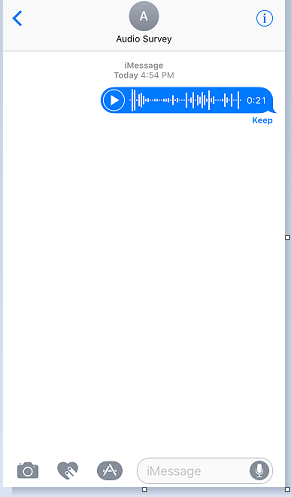 A
Audio Survey
iMessage
Today 4:54 PM
0:21
Keep
iMessage